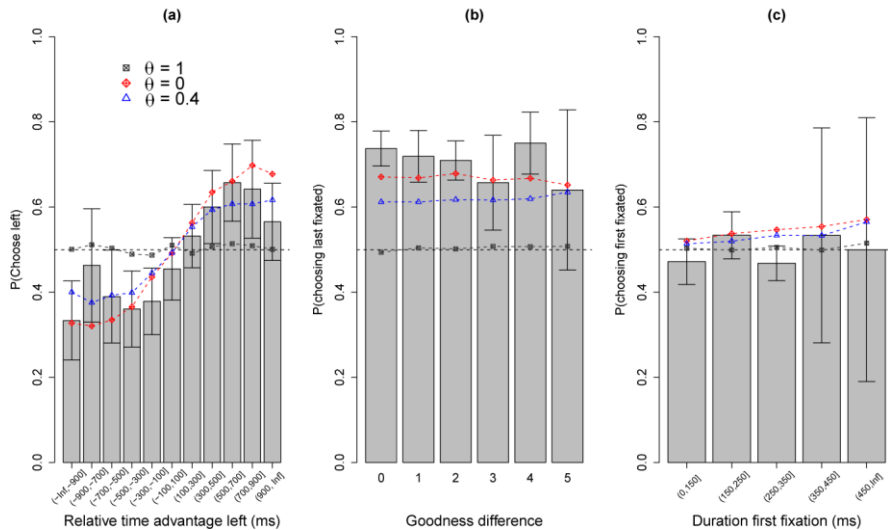 (a)
(b)
(c)
θ = 1
θ = 0
θ = 0.4
P(Choose left)
0.0
0.2
0.4
0.6
0.8
1.0
(−Inf,−900]
(−900,−700]
(−700,−500]
(−500,−300]
(−300,−100]
(−100,100]
(100,300]
(300,500]
(500,700]
(700,900]
(900, Inf]
Relative time advantage left (ms)
P(choosing last fixated)
0.0
0.2
0.4
0.6
0.8
1.0
0 1 2 3 4 5
Goodness difference
P(choosing first fixated)
0.0
0.2
0.4
0.6
0.8
1.0
(0,150]
(150,250]
(250,350]
(350,450]
(450,Inf]
Duration first fixation (ms)